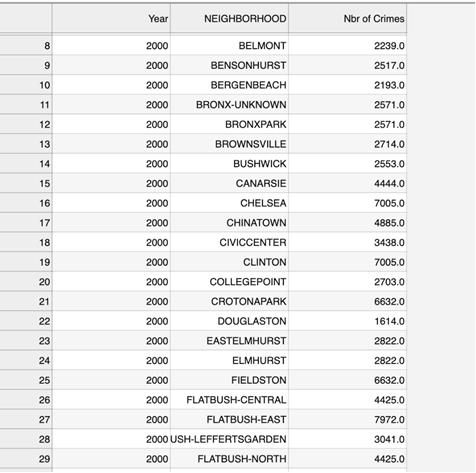 Year NEIGHBORHOOD Nbr of Crimes
8 2000 BELMONT 2239.0
9 2000 BENSONHURST 2517.0
10 2000 BERGENBEACH 2193.0
11 2000 BRONX-UNKNOWN 2571.0
12 2000 BRONXPARK 2571.0
13 2000 BROWNSVILLE 2714.0
14 2000 BUSHWICK 2553.0
15 2000 CANARSIE 4444.0
16 2000 CHELSEA 7005.0
17 2000 CHINATOWN 4885.0
18 2000 CIVICCENTER 3438.0
19 2000 CLINTON 7005.0
20 2000 COLLEGEPOINT 2703.0
21 2000 CROTONAPARK 6632.0
22 2000 DOUGLASTON 1614.0
23 2000 EASTELMHURST 2822.0
24 2000 ELMHURST 2822.0
25 2000 FIELDSTON 6632.0
26 2000 FLATBUSH-CENTRAL 4425.0
27 2000 FLATBUSH-EAST 7972.0
28 2000 USH-LEFFERTSGARDEN 3041.0
29 2000 FLATBUSH-NORTH 4425.0